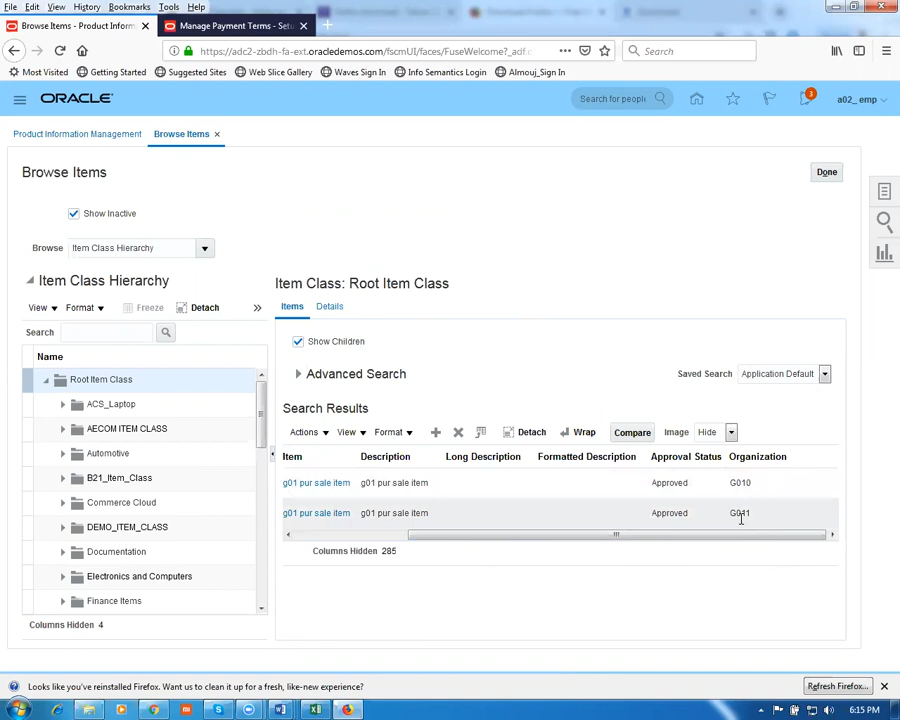 File Edit View History Bookmarks Tools Help
Browse Items - Product Inform × Manage Payment Terms - Setu ×
https://adc2-zbdh-fa-ext.oracledemos.com/fscmUI/faces/FuseWelcome?_adf. Search
Most Visited Getting Started Suggested Sites Web Slice Gallery Waves Sign In Info Semantics Login Almouj_Sign In
ORACLE Search for people 3 a02_ emp
Product Information Management Browse Items ×
Browse Items Done
Show Inactive
Browse Item Class Hierarchy
Item Class Hierarchy
View Format Freeze Detach »
Search
Name
Root Item Class
ACS_Laptop
AECOM ITEM CLASS
Automotive
B21_Item_Class
Commerce Cloud
DEMO_ITEM_CLASS
Documentation
Electronics and Computers
Finance Items
Columns Hidden 4
Item Class: Root Item Class
Items Details
Show Children
Advanced Search Saved Search Application Default
Search Results
Actions View Format Detach Wrap Compare Image Hide
Item Description Long Description Formatted Description Approval Status Organization
g01 pur sale item g01 pur sale item Approved G010
g01 pur sale item g01 pur sale item Approved G011
Columns Hidden 285
Looks like you've reinstalled Firefox. Want us to clean it up for a fresh, like-new experience? Refresh Firefox...
6:15 PM